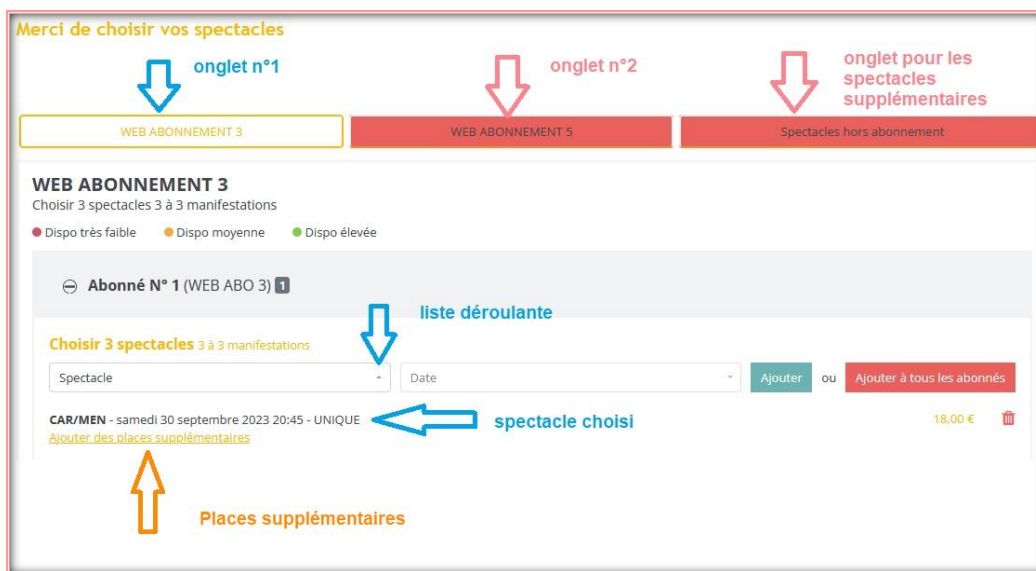 Merci de choisir vos spectacles
onglet n°1
onglet n°2
onglet pour les
spectacles
supplémentaires
WEB ABONNEMENT 3
WEB ABONNEMENT 5
Spectacles hors abonnement
WEB ABONNEMENT 3
Choisir 3 spectacles 3 à 3 manifestations
Dispo très faible
Dispo moyenne
Dispo élevée
Abonné N° 1 (WEB ABO 3) 1
liste déroulante
Choisir 3 spectacles 3 à 3 manifestations
Spectacle
Date
Ajouter
ou
Ajouter à tous les abonnés
CAR/MEN - samedi 30 septembre 2023 20:45 - UNIQUE
spectacle choisi
18,00 €
Ajouter des places supplémentaires
Places supplémentaires